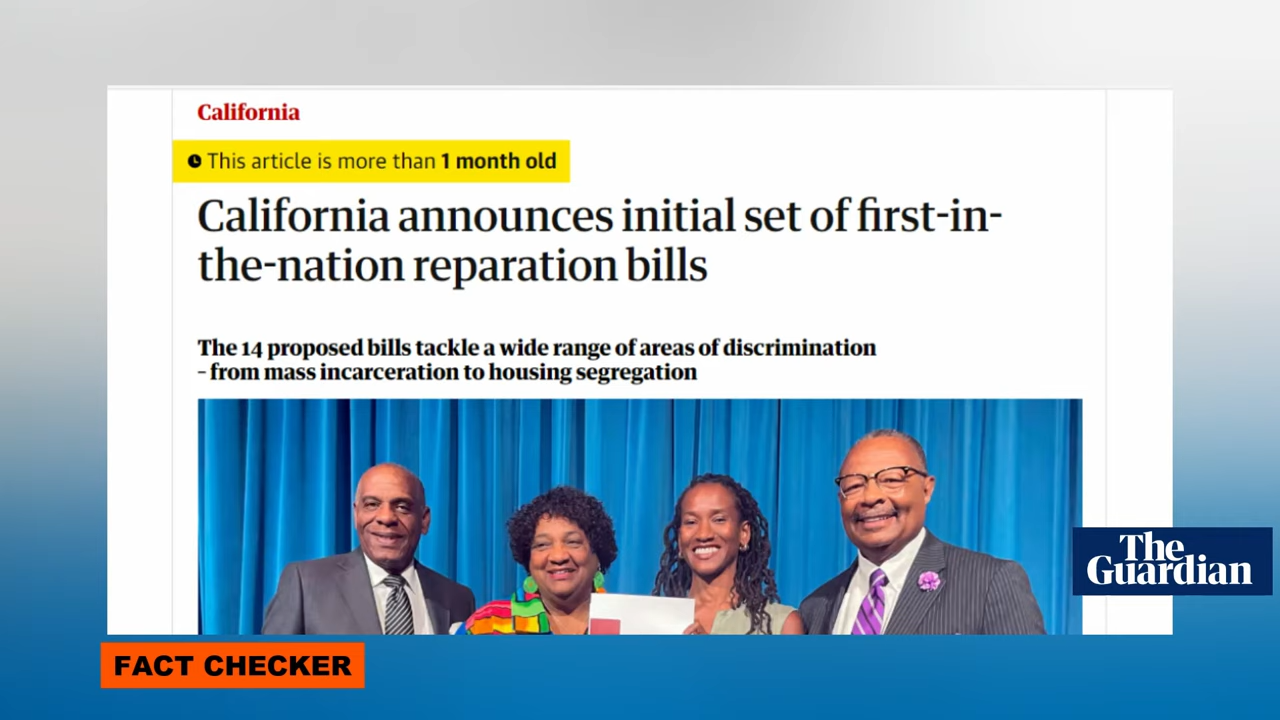 California
This article is more than 1 month old
California announces initial set of first-in-
the-nation reparation bills
The 14 proposed bills tackle a wide range of areas of discrimination
– from mass incarceration to housing segregation
The
Guardian
FACT CHECKER